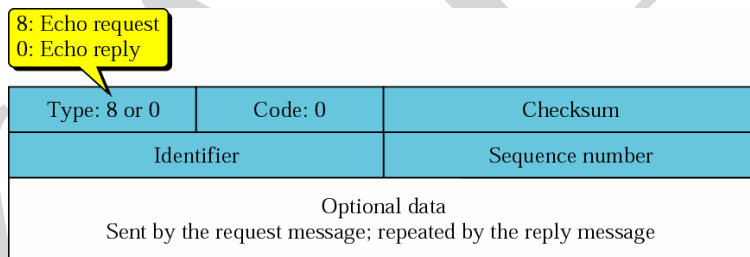 8: Echo request
0: Echo reply
Type: 8 or 0 Code: 0 Checksum
Identifier Sequence number
Optional data
Sent by the request message; repeated by the reply message